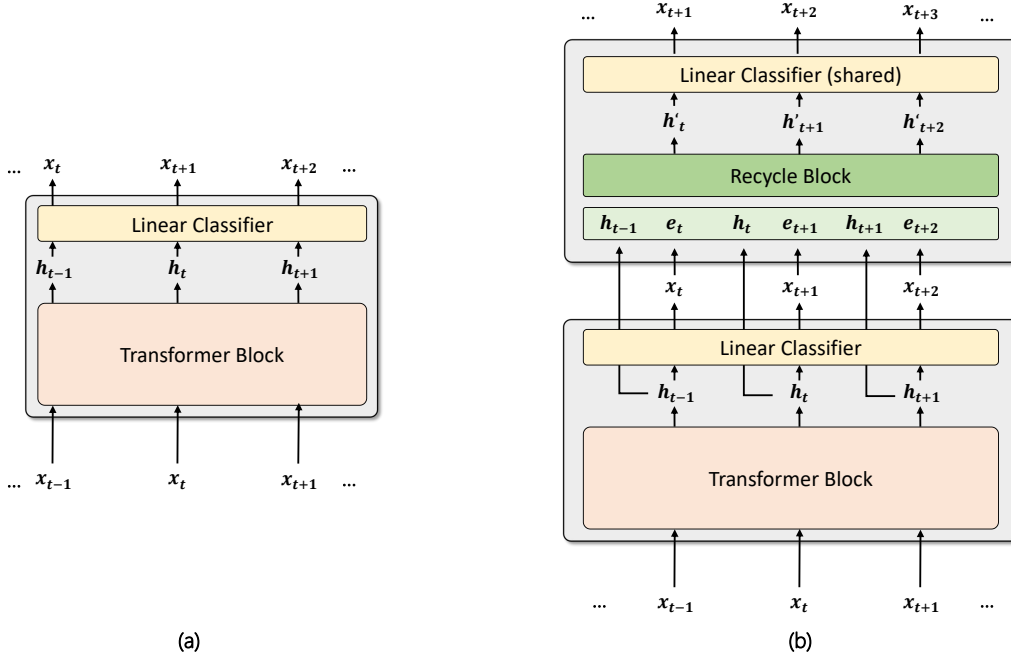 ... x_t x_{t+1} x_{t+2} ...
Linear Classifier
h_{t-1} h_t h_{t+1}
Transformer Block
... x_{t-1} x_t x_{t+1} ...
(a)
... x_{t+1} x_{t+2} x_{t+3} ...
Linear Classifier (shared)
h'_t h'_{t+1} h'_{t+2}
Recycle Block
h_{t-1} e_t h_t e_{t+1} h_{t+1} e_{t+2}
x_t x_{t+1} x_{t+2}
Linear Classifier
h_{t-1} h_t h_{t+1}
Transformer Block
... x_{t-1} x_t x_{t+1} ...
(b)